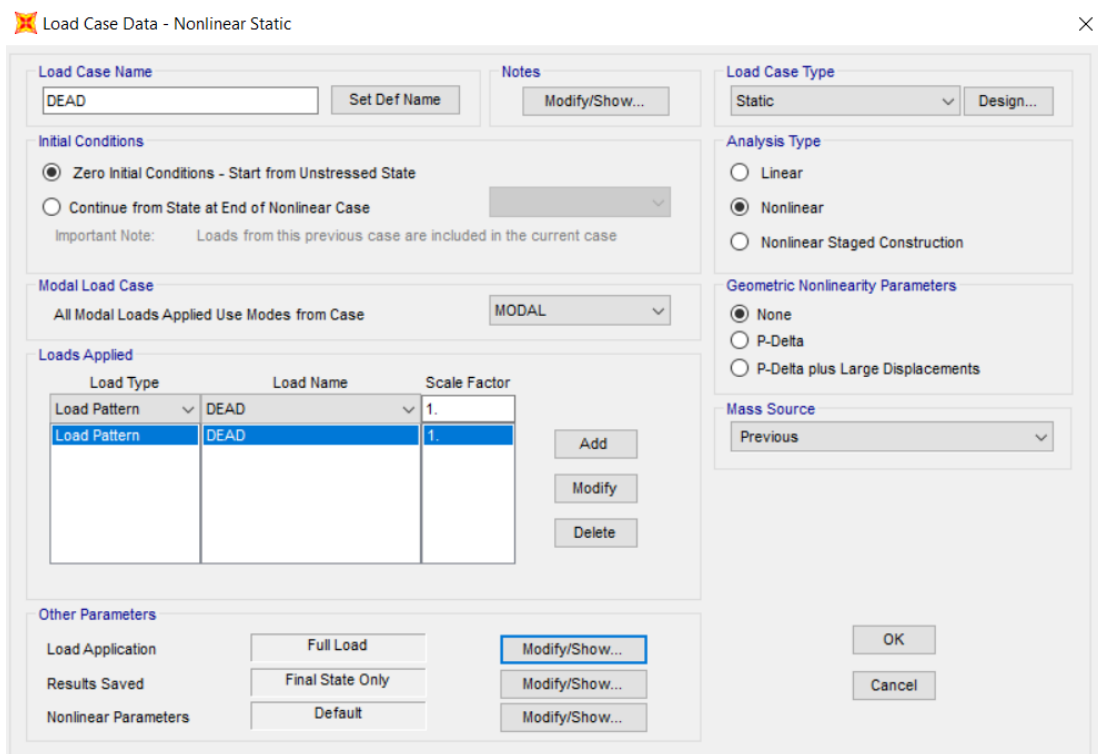 Load Case Data - Nonlinear Static
Load Case Name
DEAD
Set Def Name
Notes
Modify/Show...
Load Case Type
Static
Design...
Initial Conditions
Zero Initial Conditions - Start from Unstressed State
Continue from State at End of Nonlinear Case
Important Note: Loads from this previous case are included in the current case
Analysis Type
Linear
Nonlinear
Nonlinear Staged Construction
Modal Load Case
All Modal Loads Applied Use Modes from Case
MODAL
Geometric Nonlinearity Parameters
None
P-Delta
P-Delta plus Large Displacements
Loads Applied
Load Type Load Name Scale Factor
Load Pattern DEAD 1.
Load Pattern DEAD 1.
Add
Modify
Delete
Mass Source
Previous
Other Parameters
Load Application Full Load Modify/Show...
Results Saved Final State Only Modify/Show...
Nonlinear Parameters Default Modify/Show...
OK
Cancel